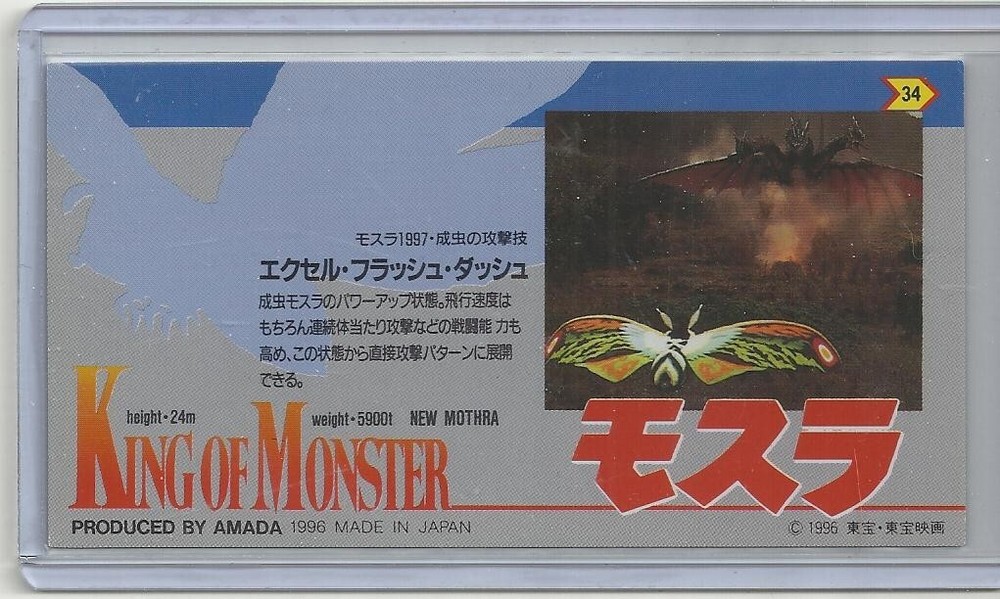 34
モスラ1997・成虫の攻撃技
エクセル・フラッシュ・ダッシュ
成虫モスラのパワーアップ状態。飛行速度は
もちろん連続体当たり攻撃などの戦闘能 力も
高め、この状態から直接攻撃パターンに展開
できる。
height・24m weight・5900t NEW MOTHRA
KING OF MONSTER
モスラ
PRODUCED BY AMADA 1996 MADE IN JAPAN
© 1996 東宝・東宝映画